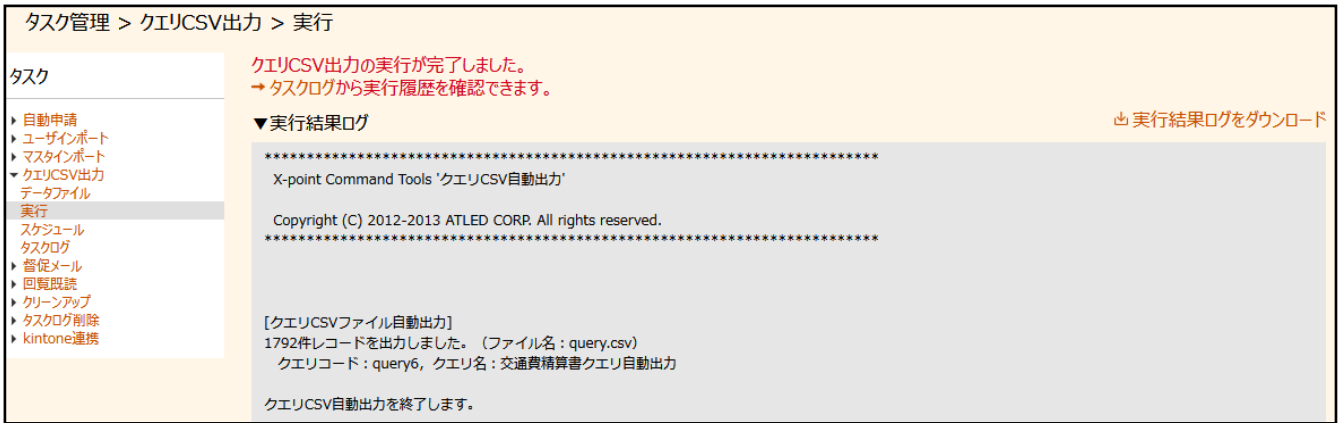 タスク管理 > クエリCSV出力 > 実行
タスク
▶ 自動申請
▶ ユーザインポート
▶ マスタインポート
▼ クエリCSV出力
データファイル
実行
スケジュール
タスクログ
▶ 督促メール
▶ 回覧既読
▶ クリーンアップ
▶ タスクログ削除
▶ kintone連携
クエリCSV出力の実行が完了しました。
→ タスクログから実行履歴を確認できます。
▼実行結果ログ
実行結果ログをダウンロード
*************************************************************************
X-point Command Tools 'クエリCSV自動出力'
Copyright (C) 2012-2013 ATLED CORP. All rights reserved.
*************************************************************************
[クエリCSVファイル自動出力]
1792件レコードを出力しました。（ファイル名：query.csv）
クエリコード：query6, クエリ名：交通費精算書クエリ自動出力
クエリCSV自動出力を終了します。